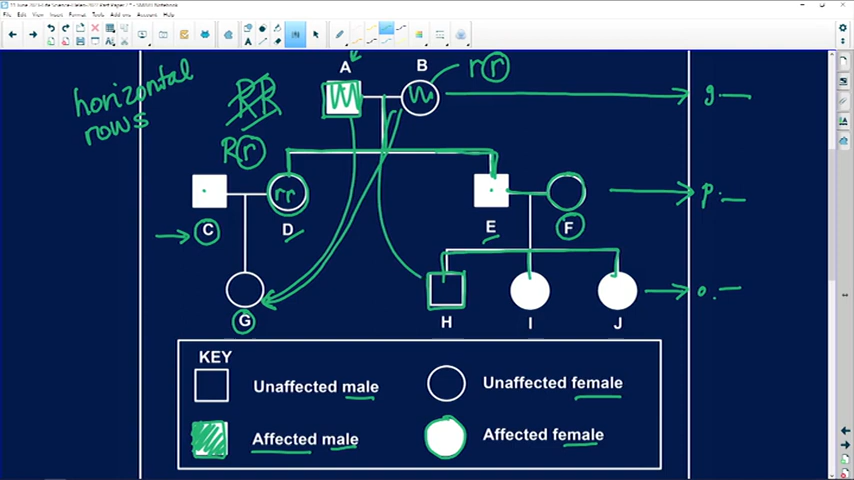 File Edit View Insert Format Tools Add-ons Account Help
A
B
r r
horizontal
rows
RR
Rr
g.
rr
p.
C
D
E
F
G
H
I
J
o.
KEY
Unaffected male
Unaffected female
Affected male
Affected female